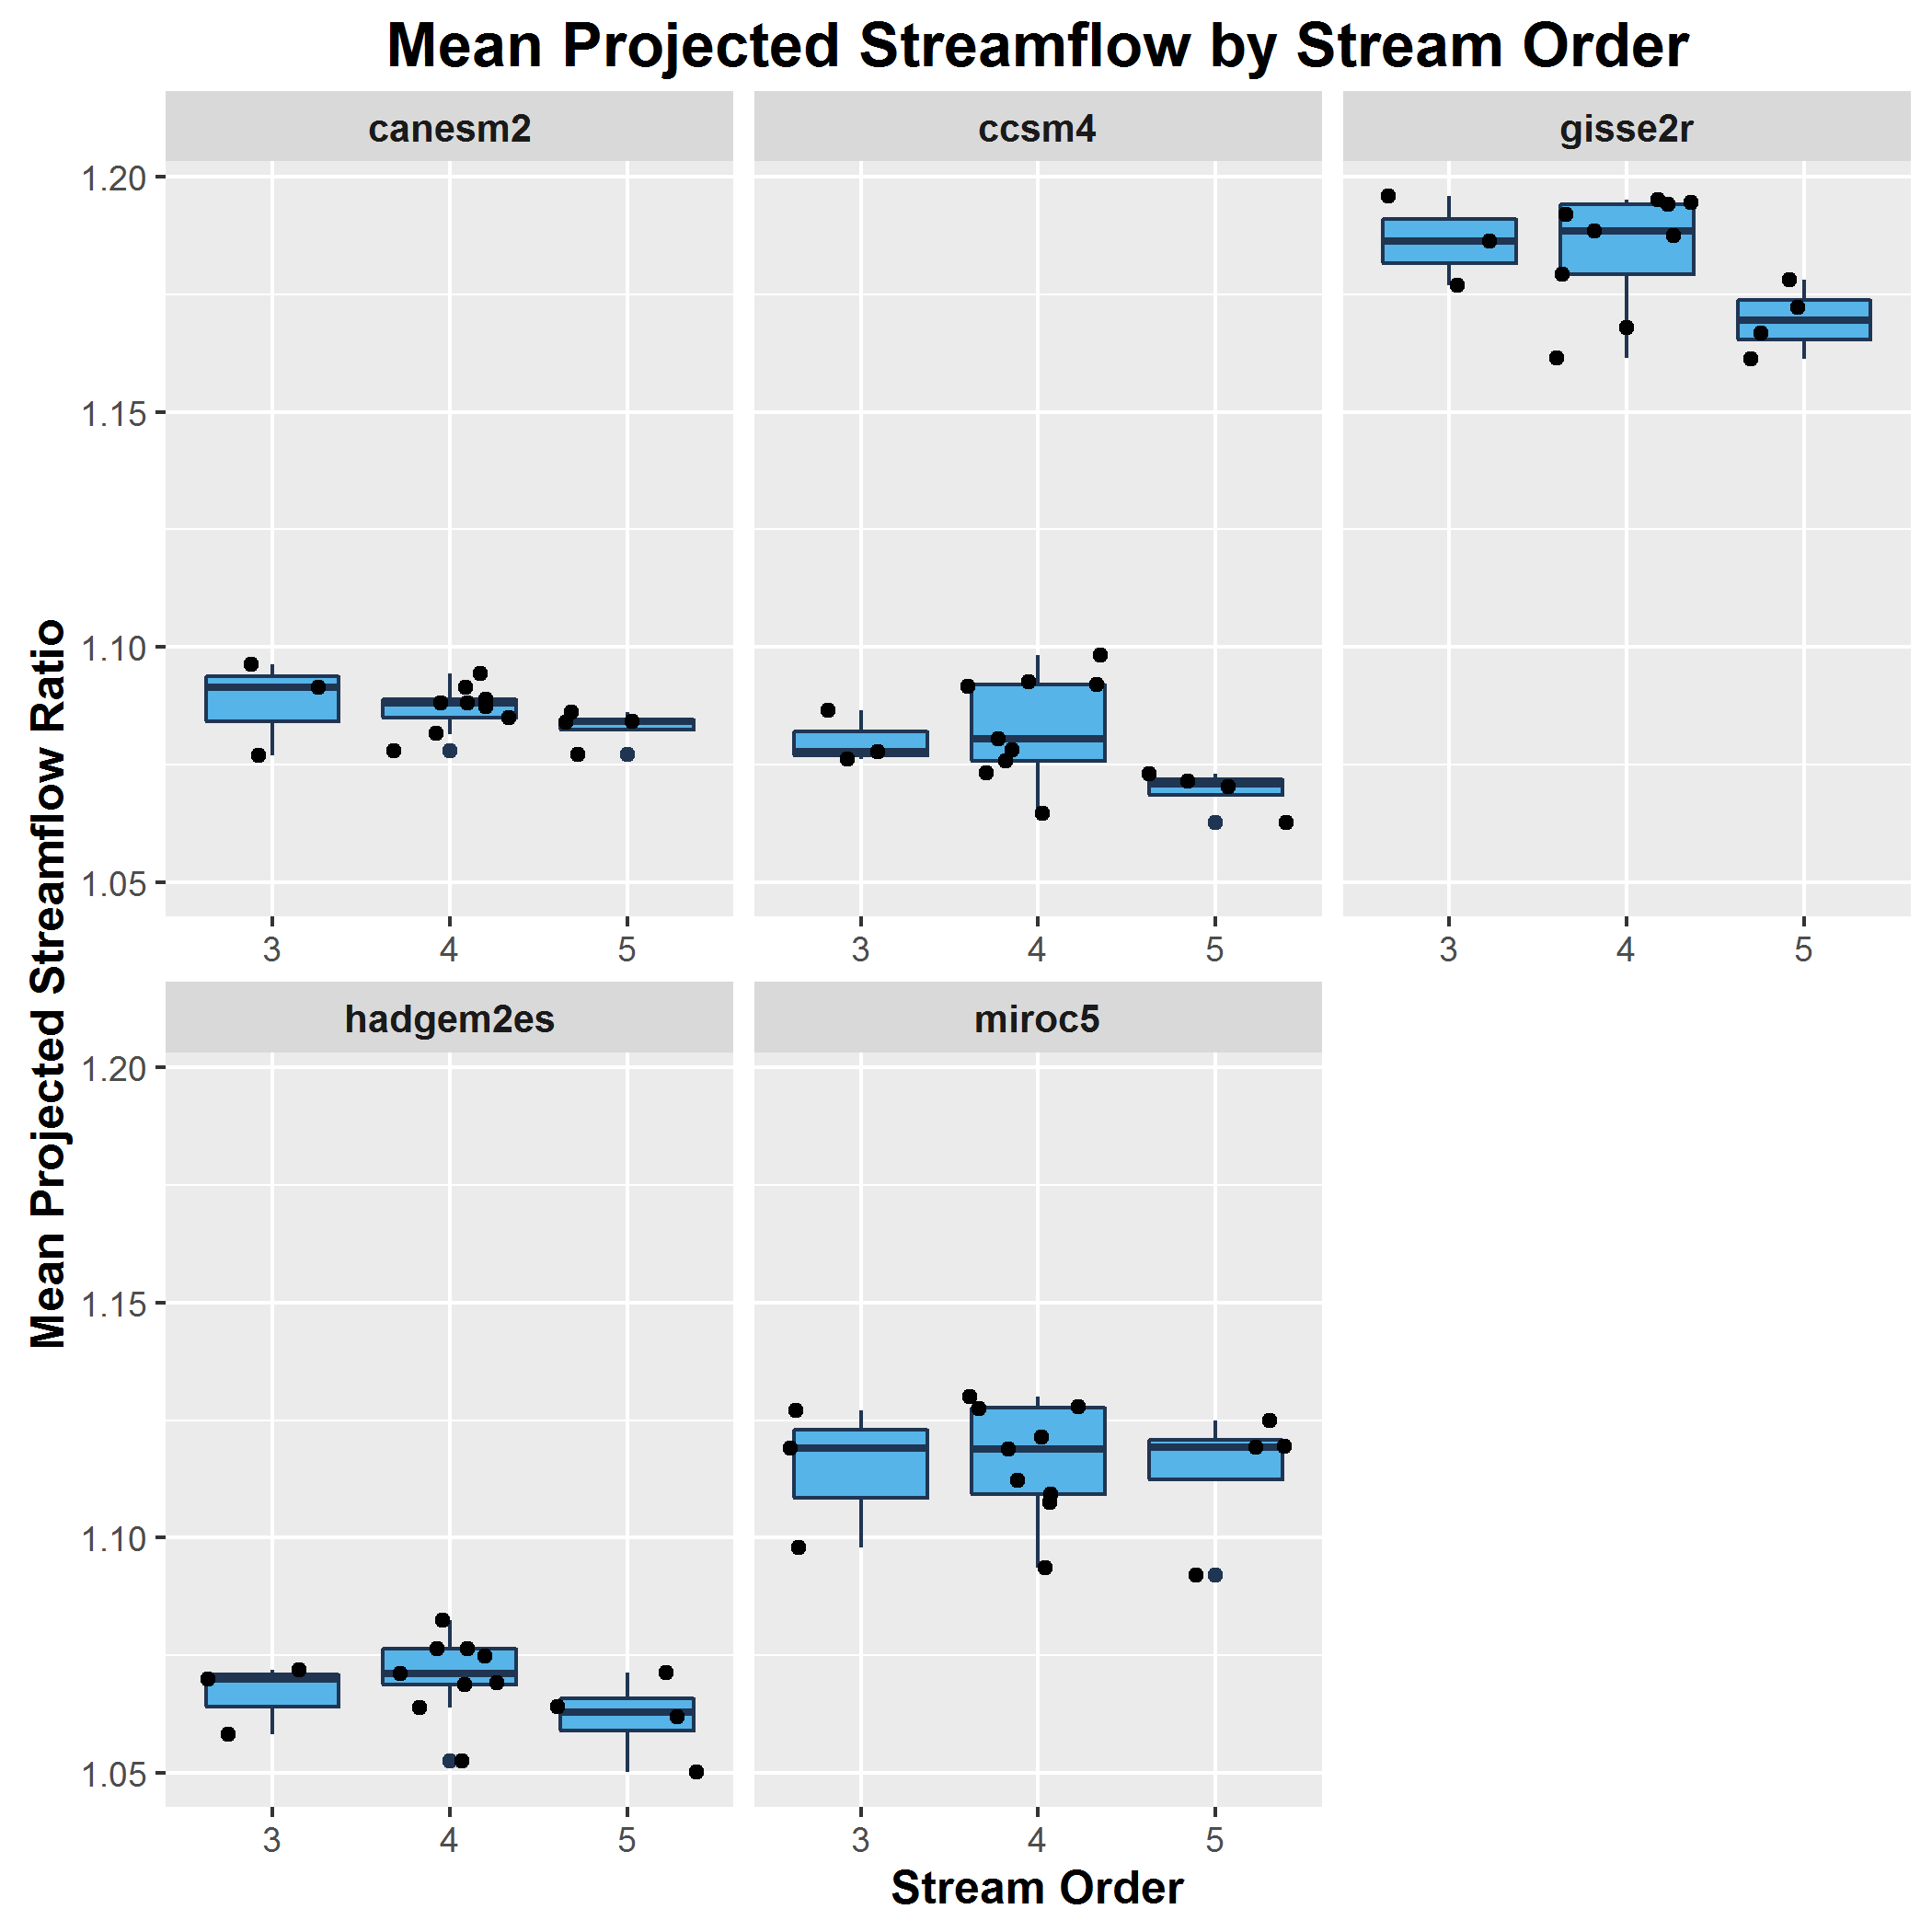 Mean Projected Streamflow by Stream Order
canesm2
ccsm4
gisse2r
1.20
1.15
1.10
1.05
3 4 5
3 4 5
3 4 5
Mean Projected Streamflow Ratio
hadgem2es
miroc5
1.20
1.15
1.10
1.05
3 4 5
3 4 5
Stream Order